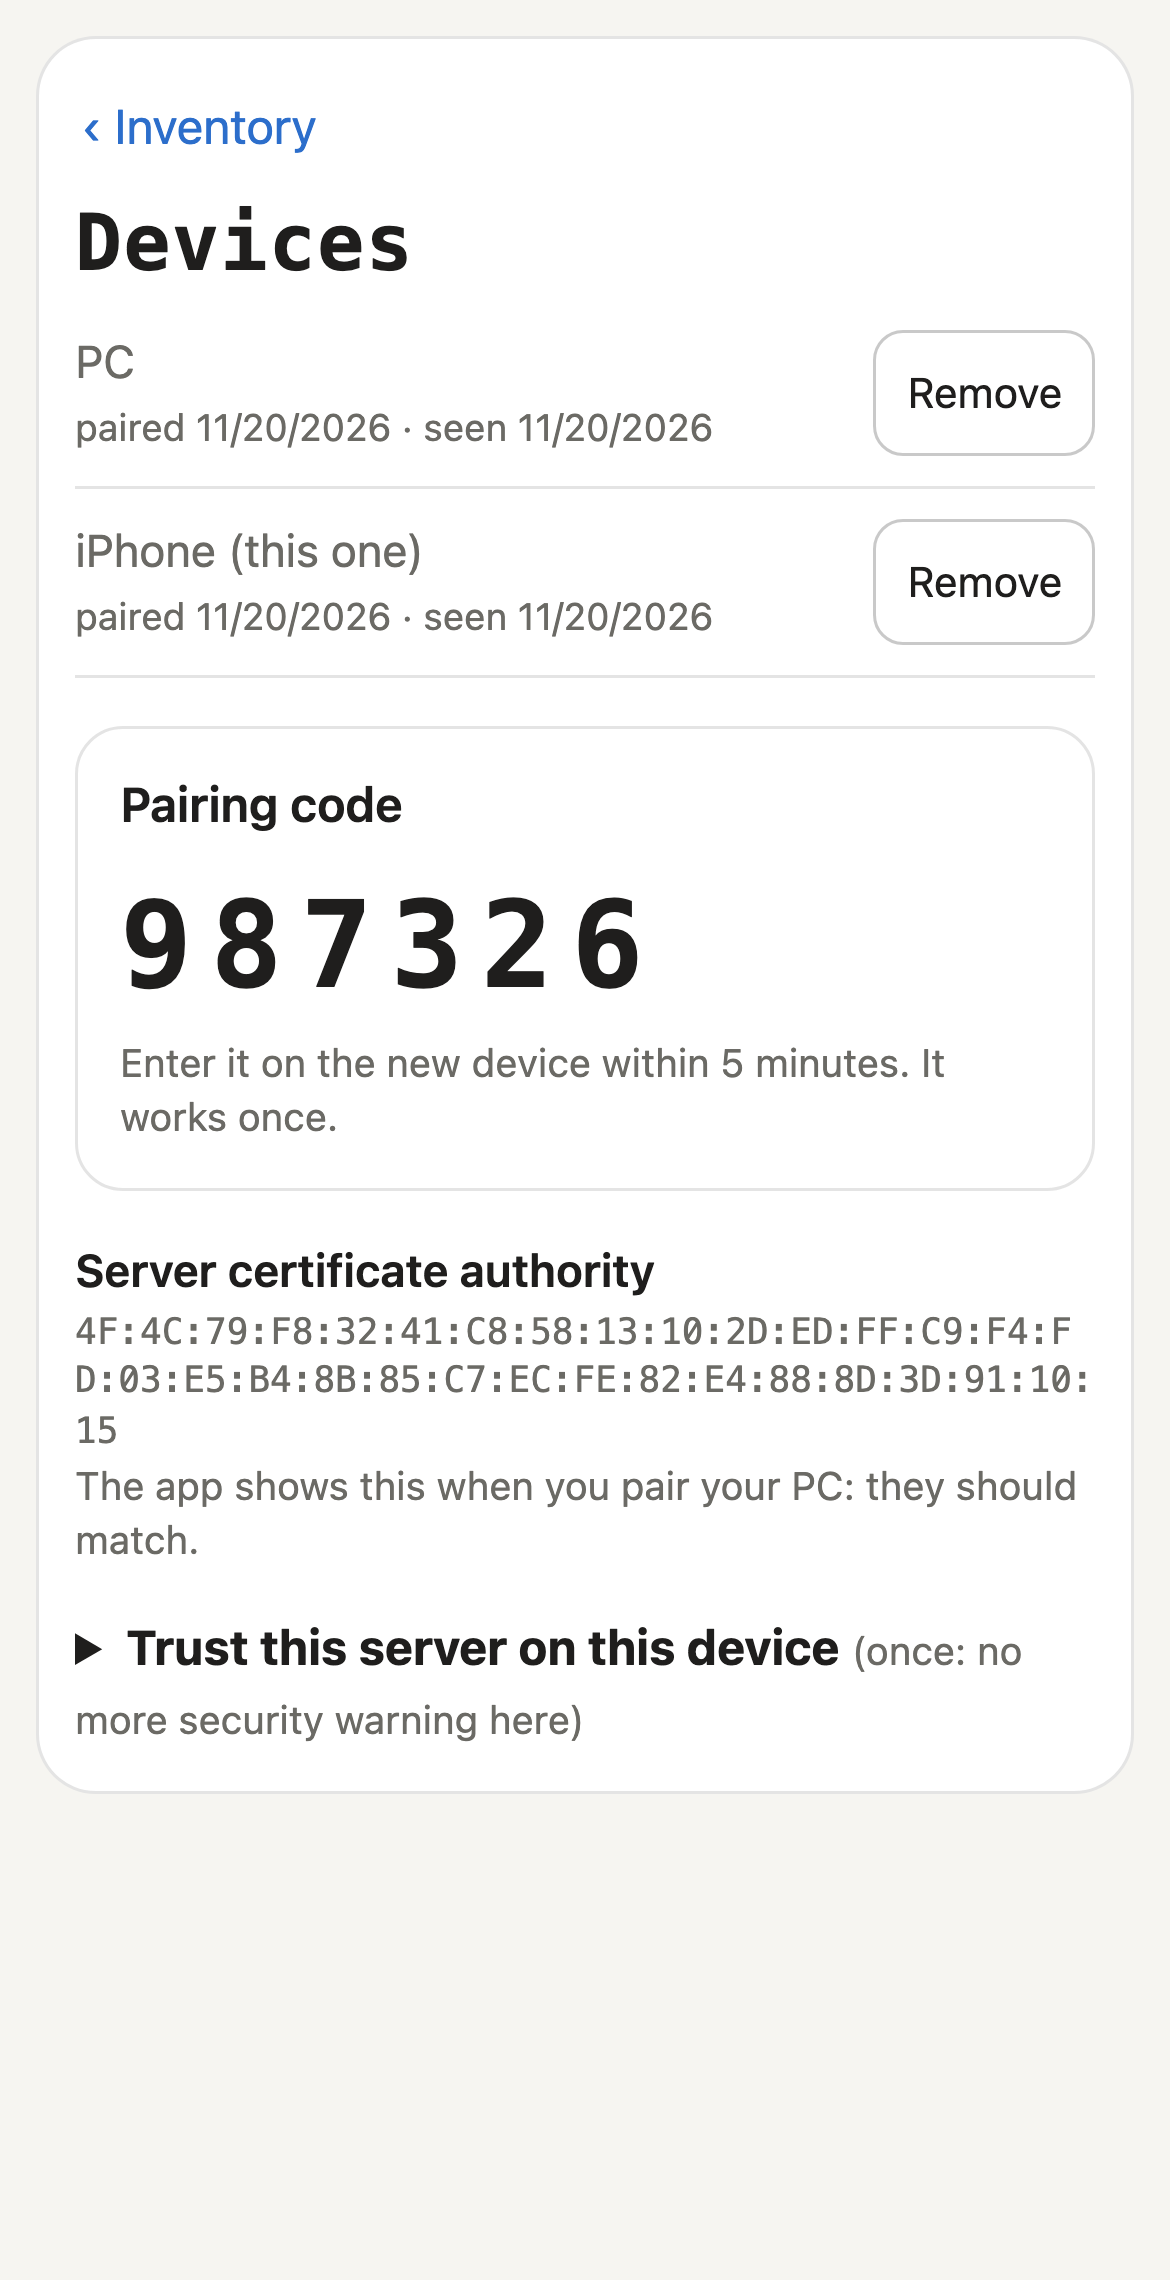 ‹ Inventory
Devices
PC
Remove
paired 11/20/2026 · seen 11/20/2026
iPhone (this one)
Remove
paired 11/20/2026 · seen 11/20/2026
Pairing code
987326
Enter it on the new device within 5 minutes. It
works once.
Server certificate authority
4F:4C:79:F8:32:41:C8:58:13:10:2D:ED:FF:C9:F4:F
D:03:E5:B4:8B:85:C7:EC:FE:82:E4:88:8D:3D:91:10:
15
The app shows this when you pair your PC: they should
match.
▶ Trust this server on this device (once: no
more security warning here)